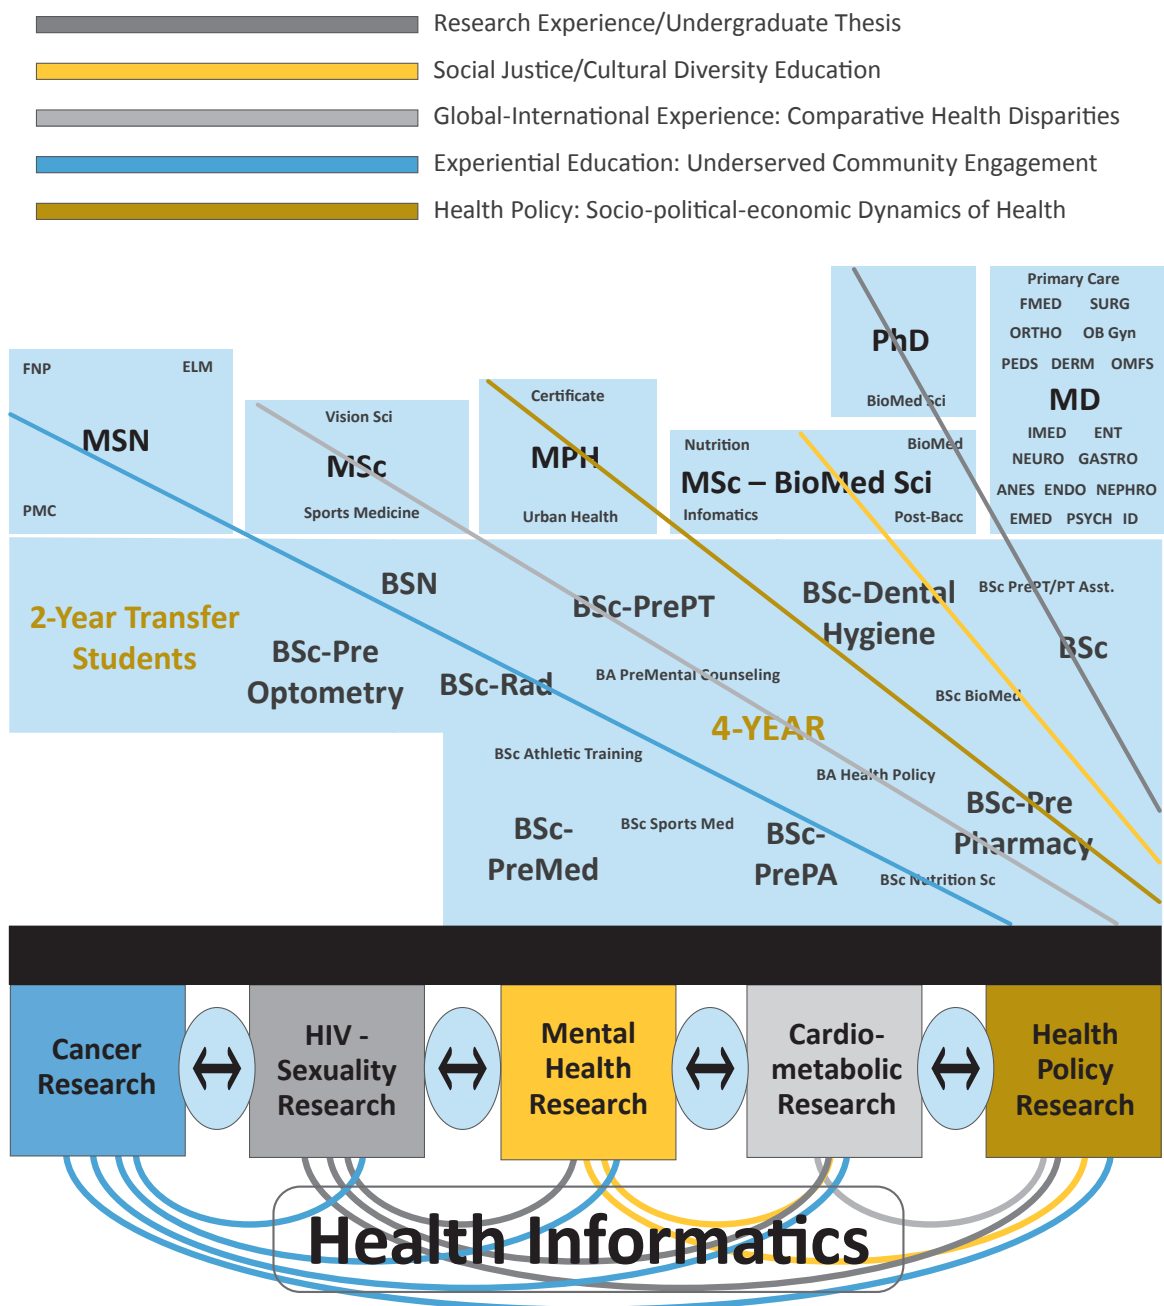 Research Experience/Undergraduate Thesis
Social Justice/Cultural Diversity Education
Global-International Experience: Comparative Health Disparities
Experiential Education: Underserved Community Engagement
Health Policy: Socio-political-economic Dynamics of Health
FNP ELM
MSN
PMC
Vision Sci
MSc
Sports Medicine
Certificate
MPH
Urban Health
Nutrition BioMed
MSc – BioMed Sci
Infomatics Post-Bacc
PhD
BioMed Sci
Primary Care
FMED SURG
ORTHO OB Gyn
PEDS DERM OMFS
MD
IMED ENT
NEURO GASTRO
ANES ENDO NEPHRO
EMED PSYCH ID
2-Year Transfer
Students
BSN
BSc-Pre
Optometry
BSc-Rad
BSc-PrePT
BA PreMental Counseling
BSc-Dental
Hygiene
BSc PrePT/PT Asst.
BSc
BSc BioMed
4-YEAR
BSc Athletic Training
BA Health Policy
BSc-
PreMed
BSc Sports Med
BSc-
PrePA
BSc-Pre
Pharmacy
BSc Nutrition Sc
Cancer
Research
HIV -
Sexuality
Research
Mental
Health
Research
Cardio-
metabolic
Research
Health
Policy
Research
Health Informatics